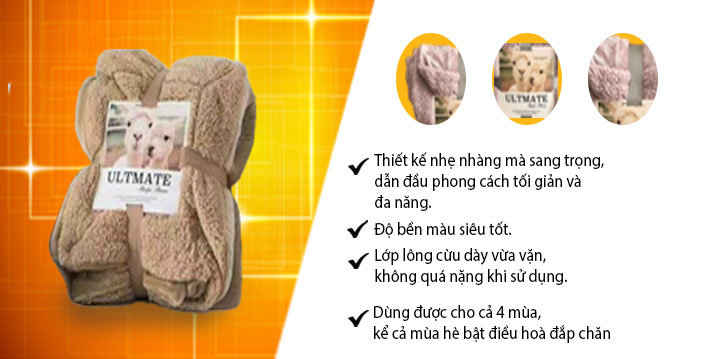 ULTMATE
ULTMATE
Thiết kế nhẹ nhàng mà sang trọng,
dẫn đầu phong cách tối giản và
đa năng.
Độ bền màu siêu tốt.
Lớp lông cừu dày vừa vặn,
không quá nặng khi sử dụng.
Dùng được cho cả 4 mùa,
kể cả mùa hè bật điều hoà đắp chăn